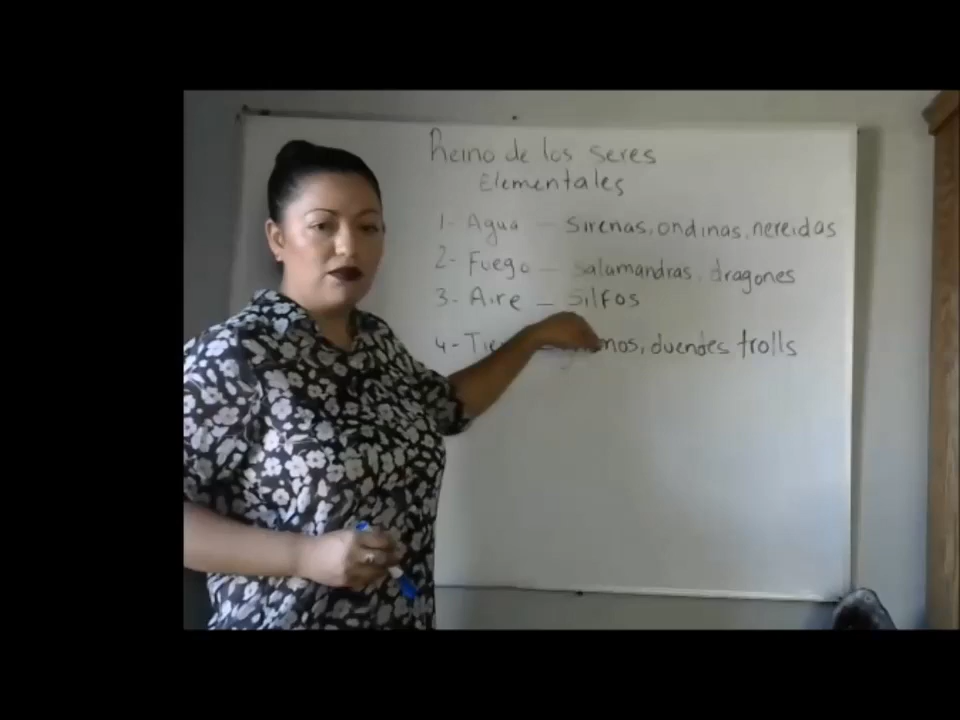 Reino de los seres
Elementales
1- Agua - Sirenas, ondinas, nereidas
2- Fuego - Salamandras, dragones
3- Aire - Silfos
4- duendes trolls